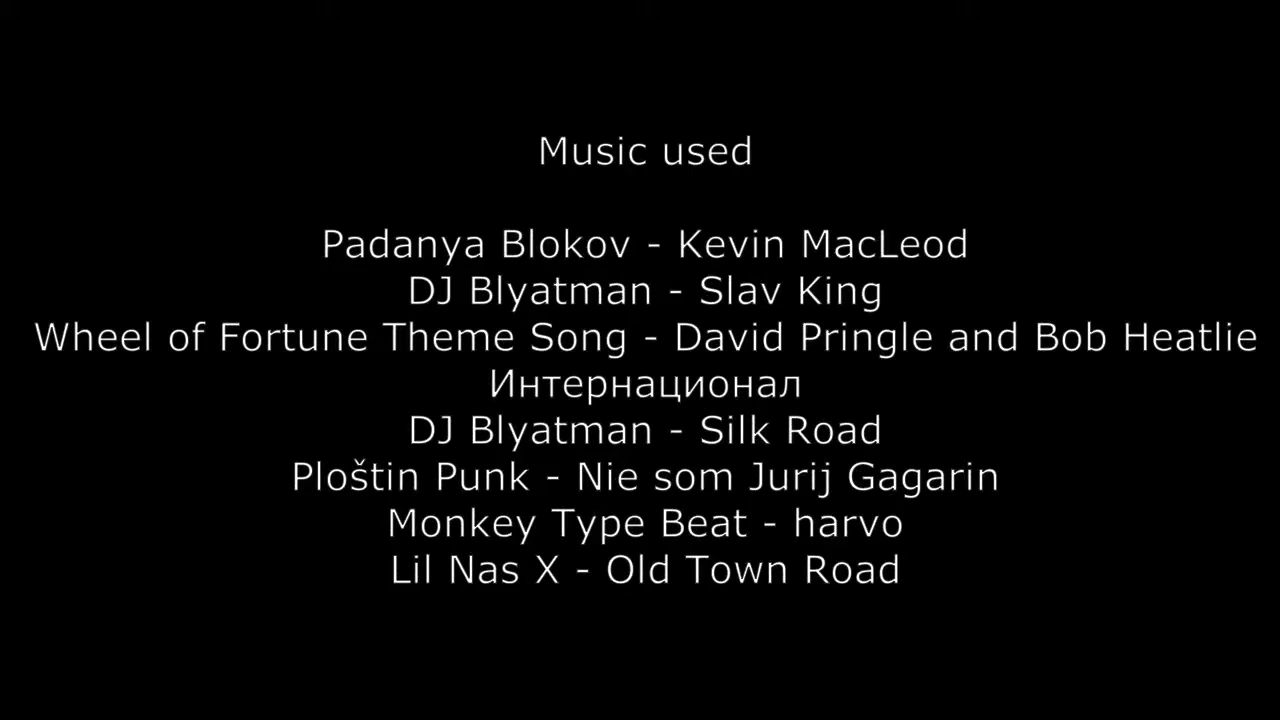 Music used
Padanya Blokov - Kevin MacLeod
DJ Blyatman - Slav King
Wheel of Fortune Theme Song - David Pringle and Bob Heatlie
Интернационал
DJ Blyatman - Silk Road
Ploštin Punk - Nie som Jurij Gagarin
Monkey Type Beat - harvo
Lil Nas X - Old Town Road